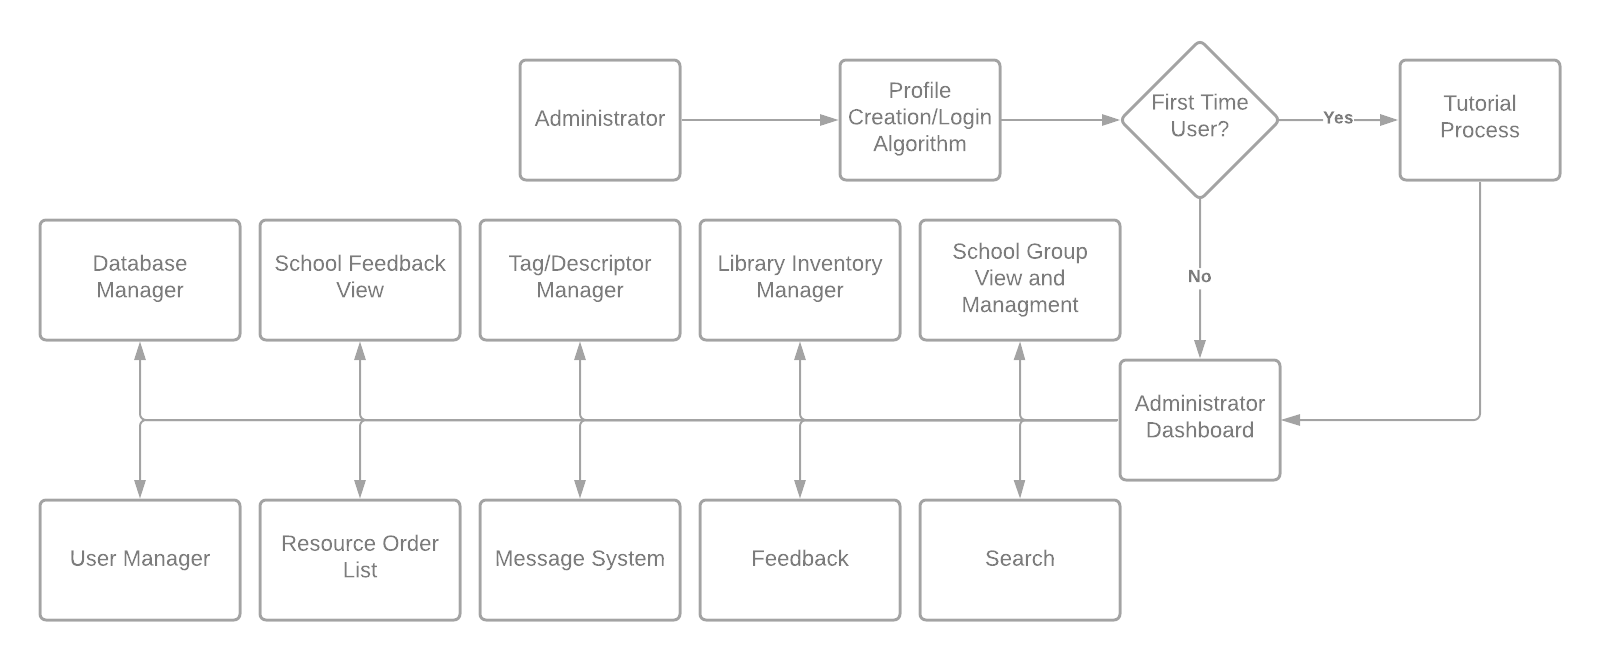 Administrator
Profile
Creation/Login
Algorithm
First Time
User?
Yes
Tutorial
Process
No
Database
Manager
School Feedback
View
Tag/Descriptor
Manager
Library Inventory
Manager
School Group
View and
Managment
Administrator
Dashboard
User Manager
Resource Order
List
Message System
Feedback
Search